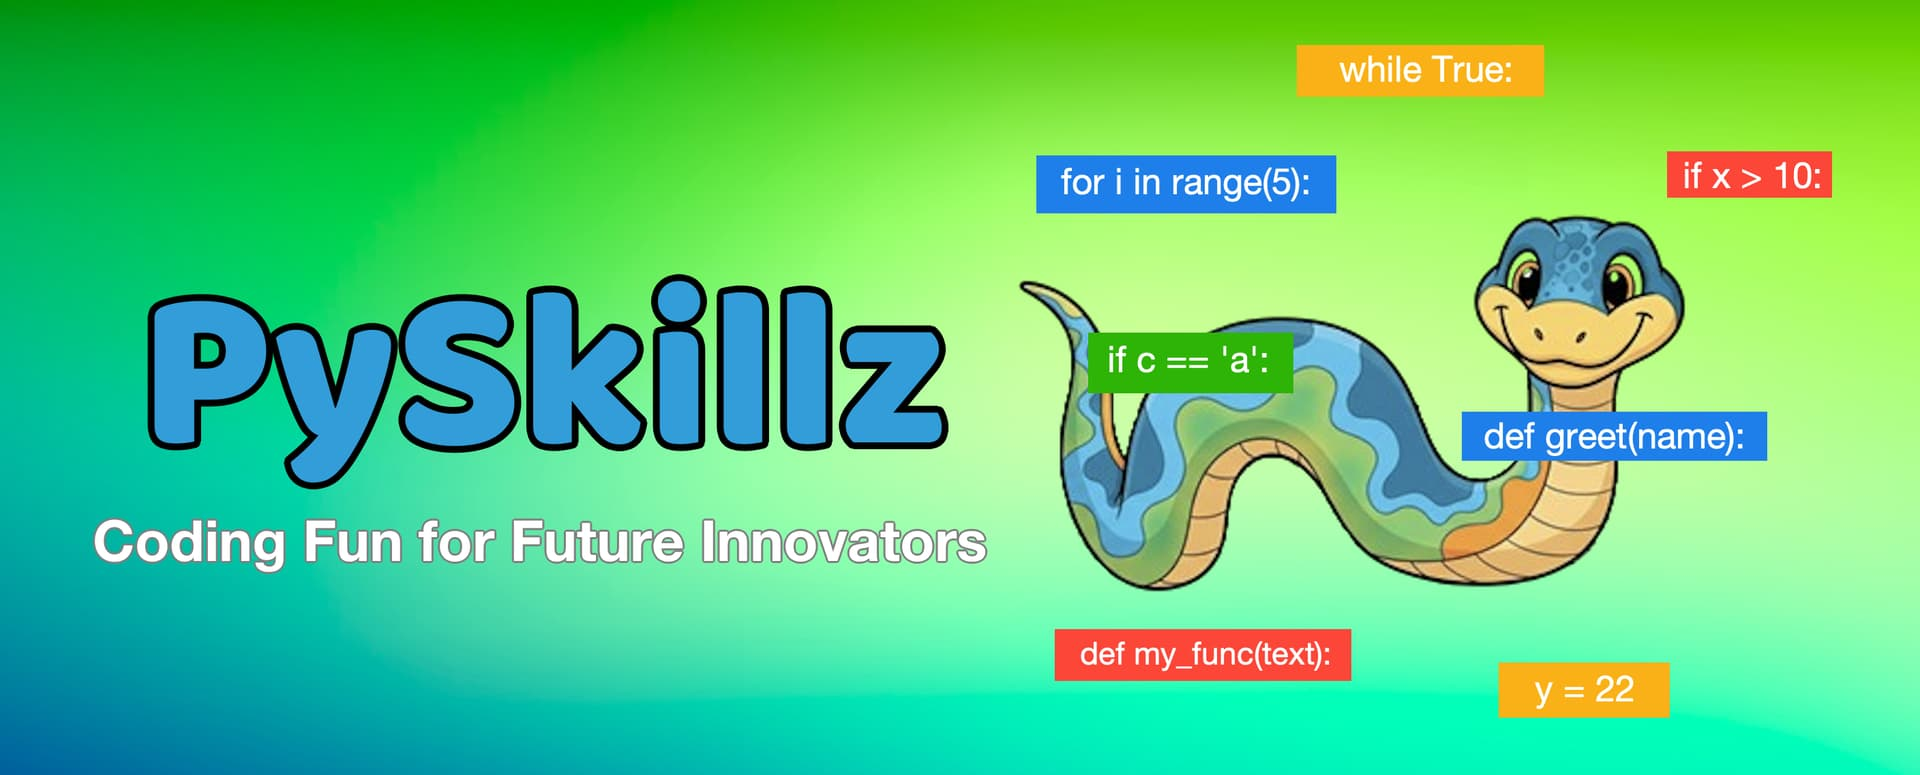 PySkillz
Coding Fun for Future Innovators
while True:
for i in range(5):
if x > 10:
if c == 'a':
def greet(name):
def my_func(text):
y = 22